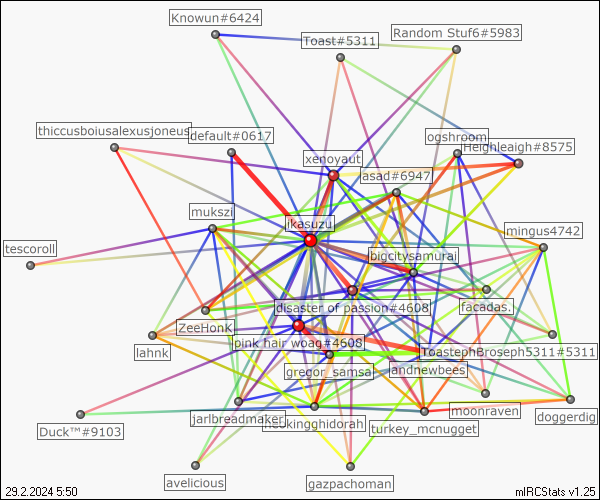 Knowun#6424
Random Stuf6#5983
Toast#5311
thiccusboiusalexusjoneus
default#0617
ogshroom
Heighleigh#8575
xenoyaut
asad#6947
mukszi
ikasuzu
mingus4742
tescoroll
bigcitysamurai
disaster of passion#4608
facadas.
ZeeHonK
pink hair woag#4608
lahnk
ToastephBroseph5311#5311
gregor_samsa
andnewbees
jarlbreadmaker
moonraven
doggerdig
Duck™#9103
turkey_mcnugget
avelicious
gazpachoman
29.2.2024 5:50
mIRCStats v1.25